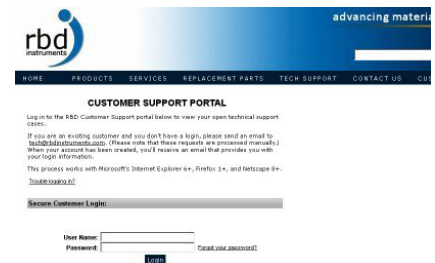 advancing materia
rbd
instruments
HOME PRODUCTS SERVICES REPLACEMENT PARTS TECH SUPPORT CONTACT US CUS
CUSTOMER SUPPORT PORTAL
Log in to the RBD Customer Support portal below to view your open technical support
cases.
If you are an existing customer and you don't have a login, please send an email to
tech@rbdinstruments.com. (Please note that these requests are processed manually.)
When your account has been created, you'll receive an email that provides you with
your login information.
This process works with Microsoft's Internet Explorer 6+, Firefox 1+, and Netscape 8+.
Trouble logging in?
Secure Customer Login:
User Name:
Password: Forgot your password?
Login